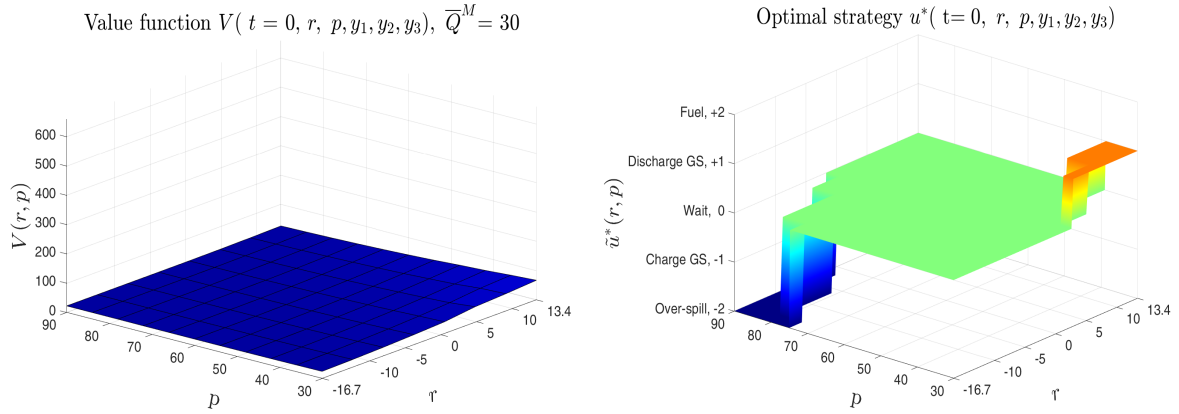 Value function V( t = 0, r, p, y₁, y₂, y₃), Q̅ᴹ = 30
V(r, p)
600
500
400
300
200
100
0
90
80
70
60
50
40
30
p
-16.7
-10
-5
0
5
10
13.4
r
Optimal strategy u*( t= 0, r, p, y₁, y₂, y₃)
ũ*(r, p)
Fuel, +2
Discharge GS, +1
Wait, 0
Charge GS, -1
Over-spill, -2
90
80
70
60
50
40
30
p
-16.7
-10
-5
0
5
10
13.4
r